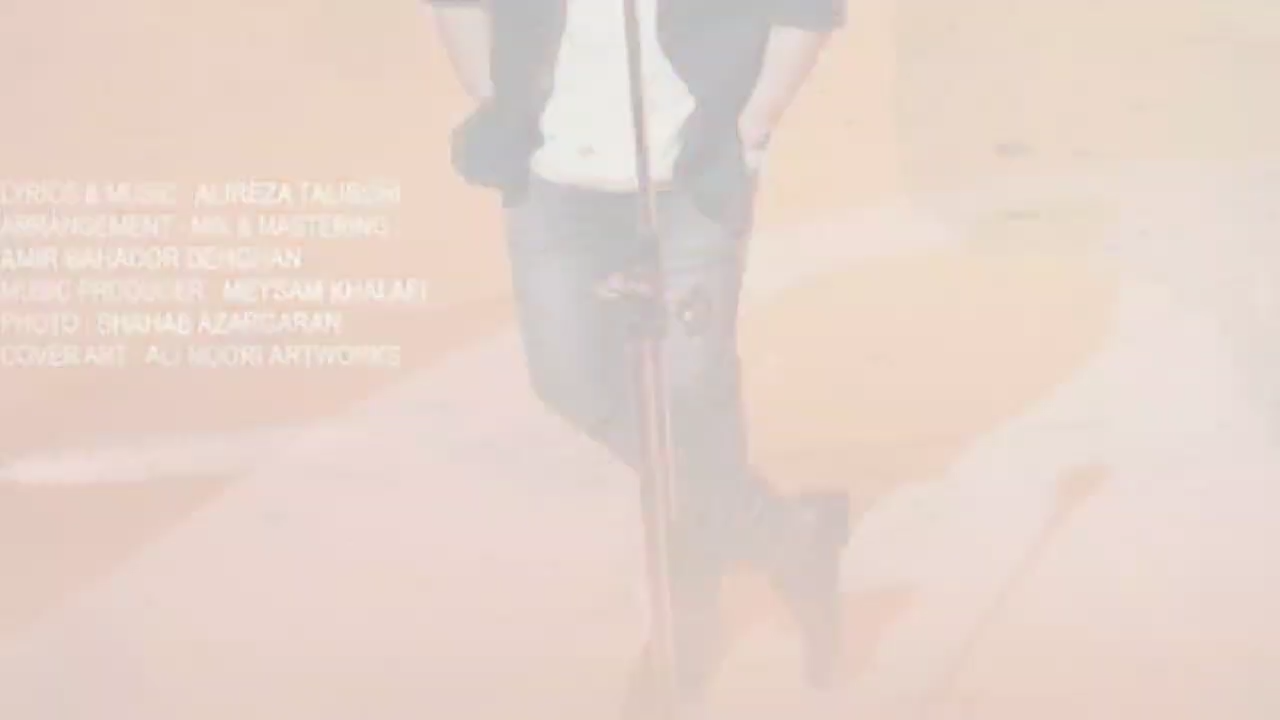 LYRICS & MUSIC : ALIREZA TALISCHI
ARRANGEMENT : MIX & MASTERING
AMIR BAHADOR DEHGHAN
MUSIC PRODUCER : MEYSAM KHALAFI
PHOTO : SHAHAB AZARGARAN
COVER ART : ALI NOORI ARTWORKS